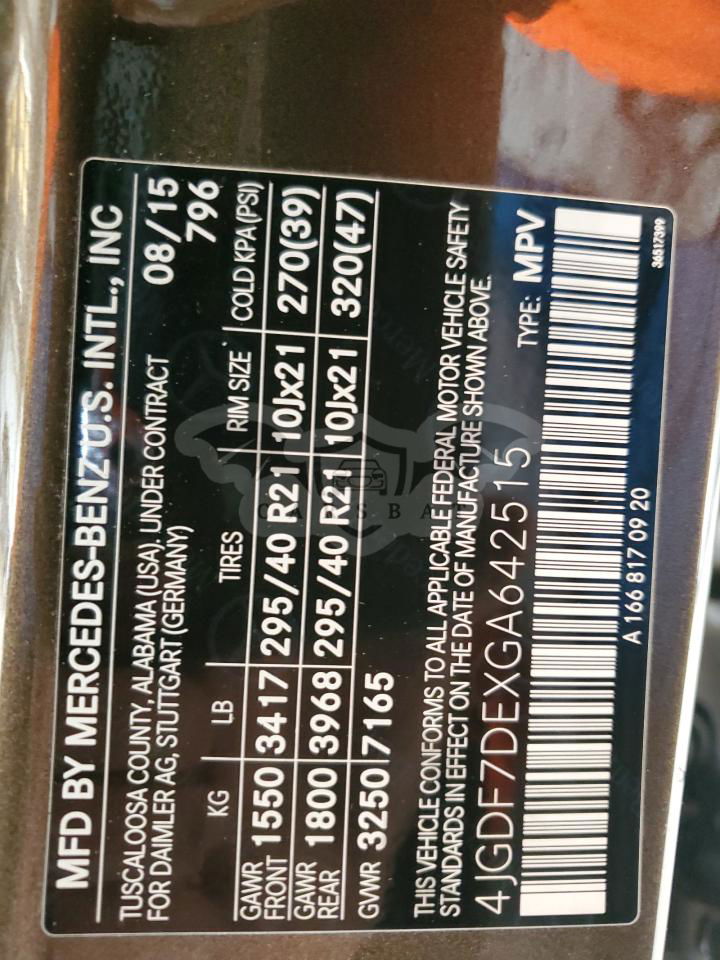 MFD BY MERCEDES-BENZ U.S. INTL., INC
TUSCALOOSA COUNTY, ALABAMA (USA), UNDER CONTRACT 08/15
FOR DAIMLER AG, STUTTGART (GERMANY) 796
KG LB TIRES RIM SIZE COLD KPA (PSI)
GAWR FRONT 1550 3417 295/40 R21 10Jx21 270(39)
GAWR REAR 1800 3968 295/40 R21 10Jx21 320(47)
GVWR 3250 7165
THIS VEHICLE CONFORMS TO ALL APPLICABLE FEDERAL MOTOR VEHICLE SAFETY
STANDARDS IN EFFECT ON THE DATE OF MANUFACTURE SHOWN ABOVE.
4JGDF7DEXGA642515 TYPE: MPV
A 166 817 09 20
36517399